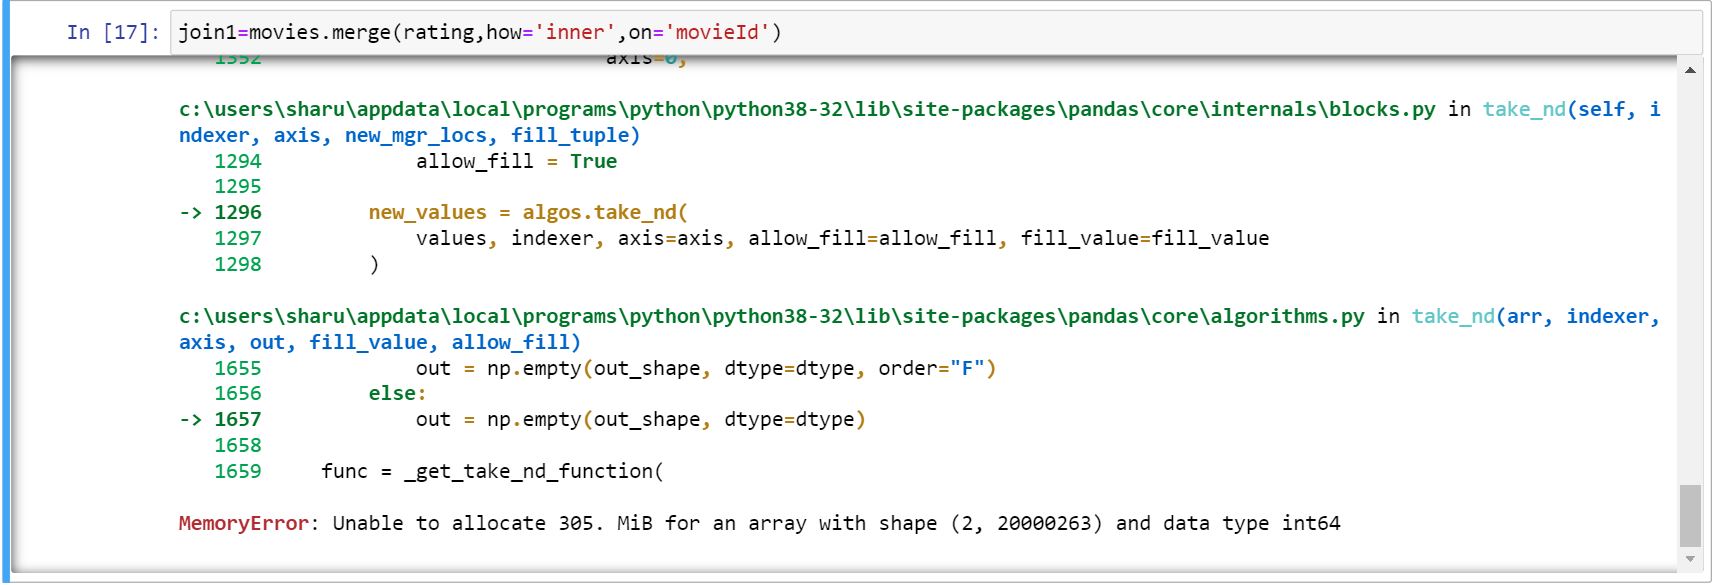 In [17]: join1=movies.merge(rating,how='inner',on='movieId')
1352 axis=0,
c:\users\sharu\appdata\local\programs\python\python38-32\lib\site-packages\pandas\core\internals\blocks.py in take_nd(self, i
ndexer, axis, new_mgr_locs, fill_tuple)
1294 allow_fill = True
1295
-> 1296 new_values = algos.take_nd(
1297 values, indexer, axis=axis, allow_fill=allow_fill, fill_value=fill_value
1298 )
c:\users\sharu\appdata\local\programs\python\python38-32\lib\site-packages\pandas\core\algorithms.py in take_nd(arr, indexer,
axis, out, fill_value, allow_fill)
1655 out = np.empty(out_shape, dtype=dtype, order="F")
1656 else:
-> 1657 out = np.empty(out_shape, dtype=dtype)
1658
1659 func = _get_take_nd_function(
MemoryError: Unable to allocate 305. MiB for an array with shape (2, 20000263) and data type int64